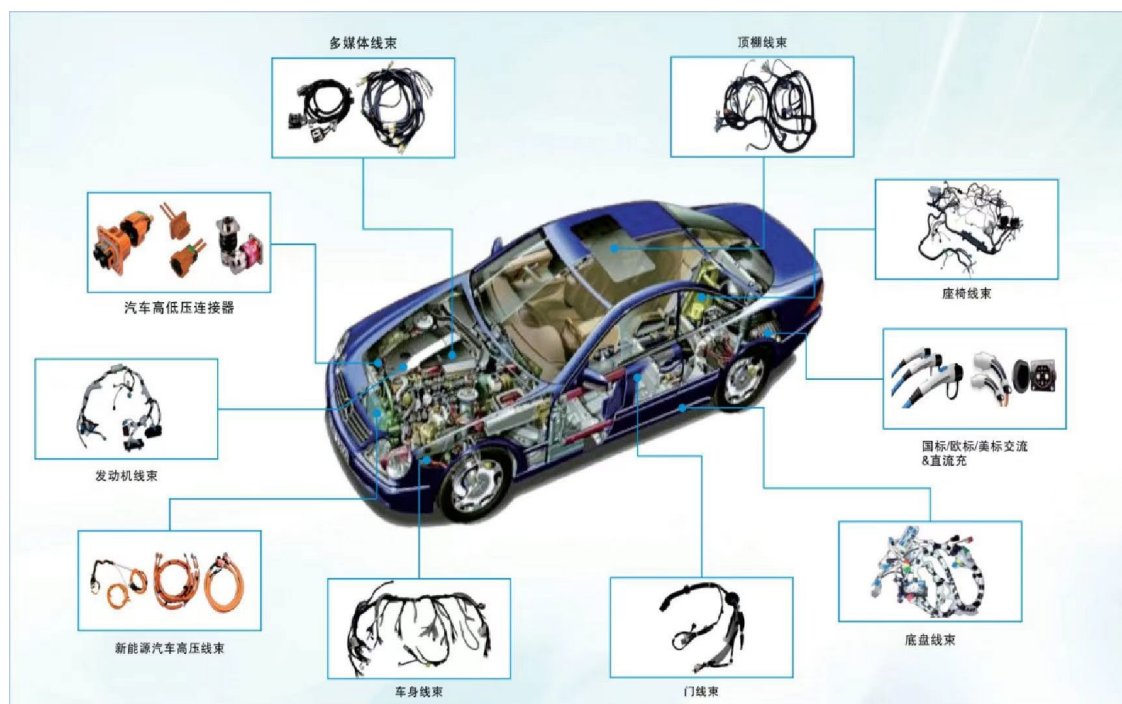 多媒体线束
顶棚线束
汽车高低压连接器
座椅线束
发动机线束
国标/欧标/美标交流
&直流充
新能源汽车高压线束
车身线束
门线束
底盘线束